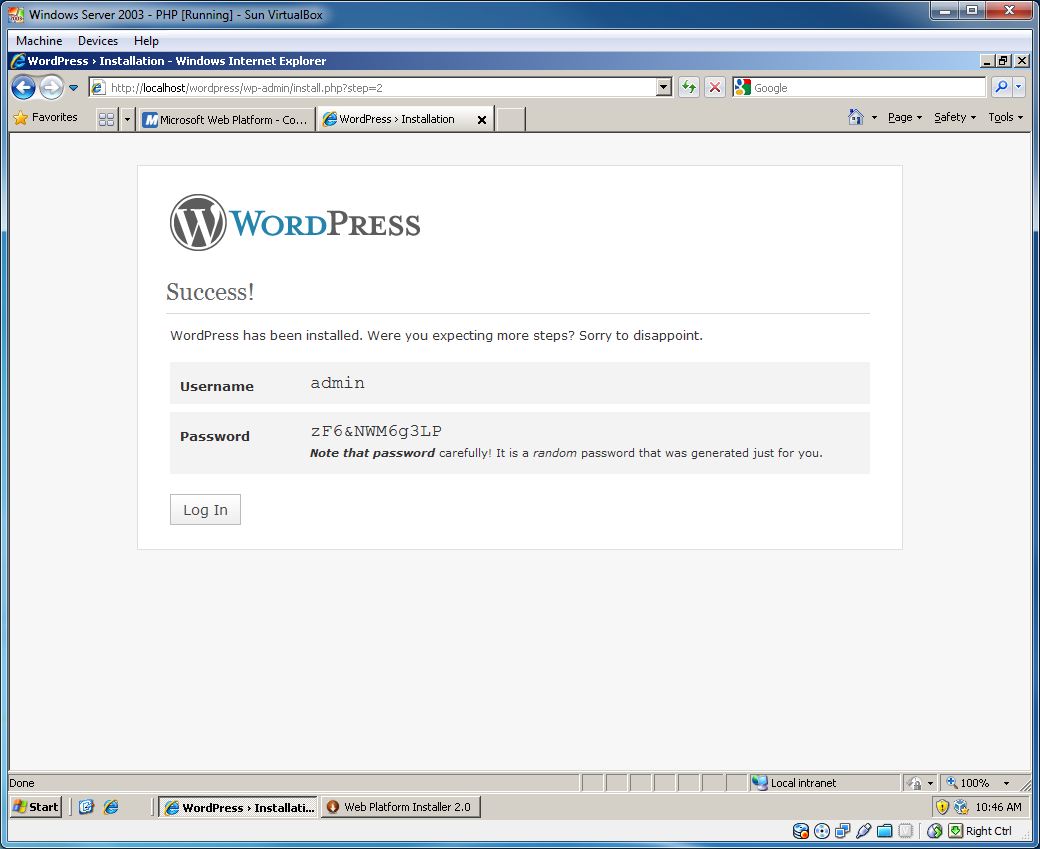 Windows Server 2003 - PHP [Running] - Sun VirtualBox
Machine Devices Help
WordPress › Installation - Windows Internet Explorer
http://localhost/wordpress/wp-admin/install.php?step=2
Google
Favorites
Microsoft Web Platform - Co...
WordPress › Installation
Page
Safety
Tools
WORDPRESS
Success!
WordPress has been installed. Were you expecting more steps? Sorry to disappoint.
Username admin
Password zF6&NWM6g3LP
Note that password carefully! It is a random password that was generated just for you.
Log In
Done
Local intranet
100%
Start
WordPress › Installati...
Web Platform Installer 2.0
10:46 AM
Right Ctrl